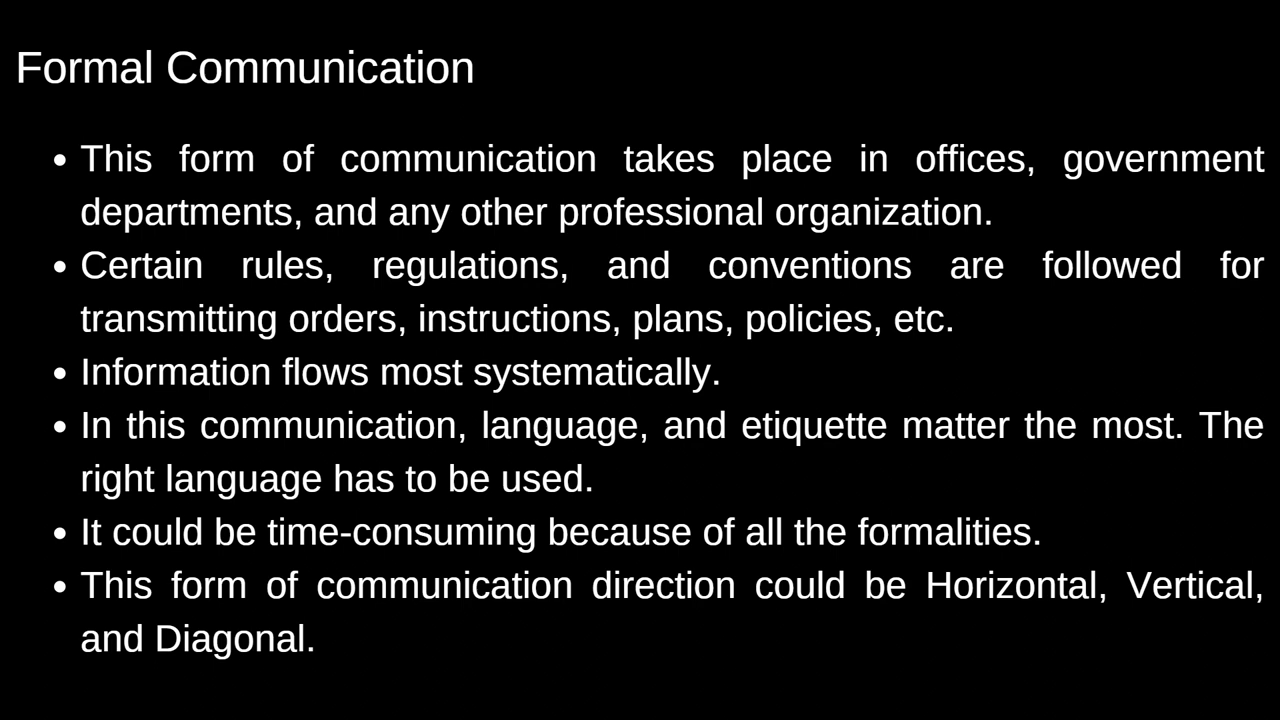 Formal Communication
• This form of communication takes place in offices, government
departments, and any other professional organization.
• Certain rules, regulations, and conventions are followed for
transmitting orders, instructions, plans, policies, etc.
• Information flows most systematically.
• In this communication, language, and etiquette matter the most. The
right language has to be used.
• It could be time-consuming because of all the formalities.
• This form of communication direction could be Horizontal, Vertical,
and Diagonal.